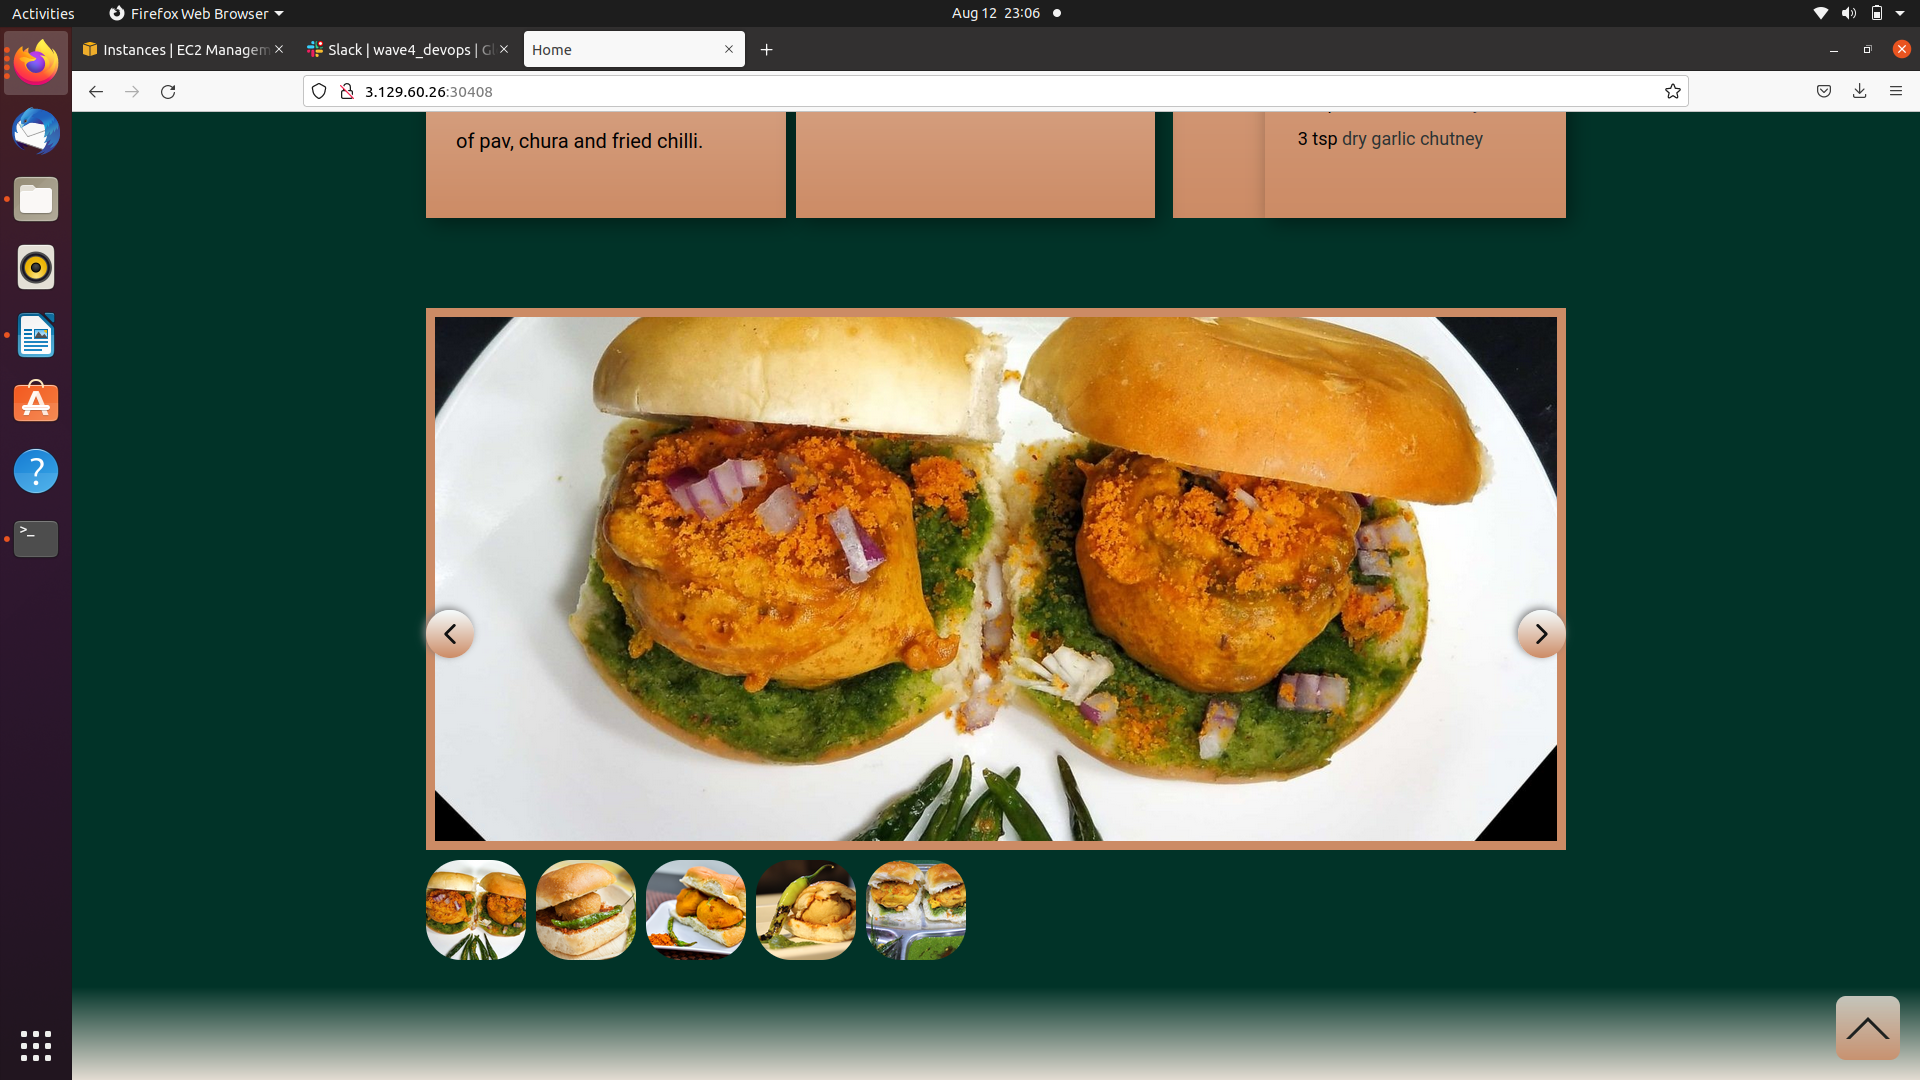 Activities
Firefox Web Browser
Aug 12 23:06
Instances | EC2 Managem
Slack | wave4_devops | Gl
Home
3.129.60.26:30408
of pav, chura and fried chilli.
3 tsp dry garlic chutney